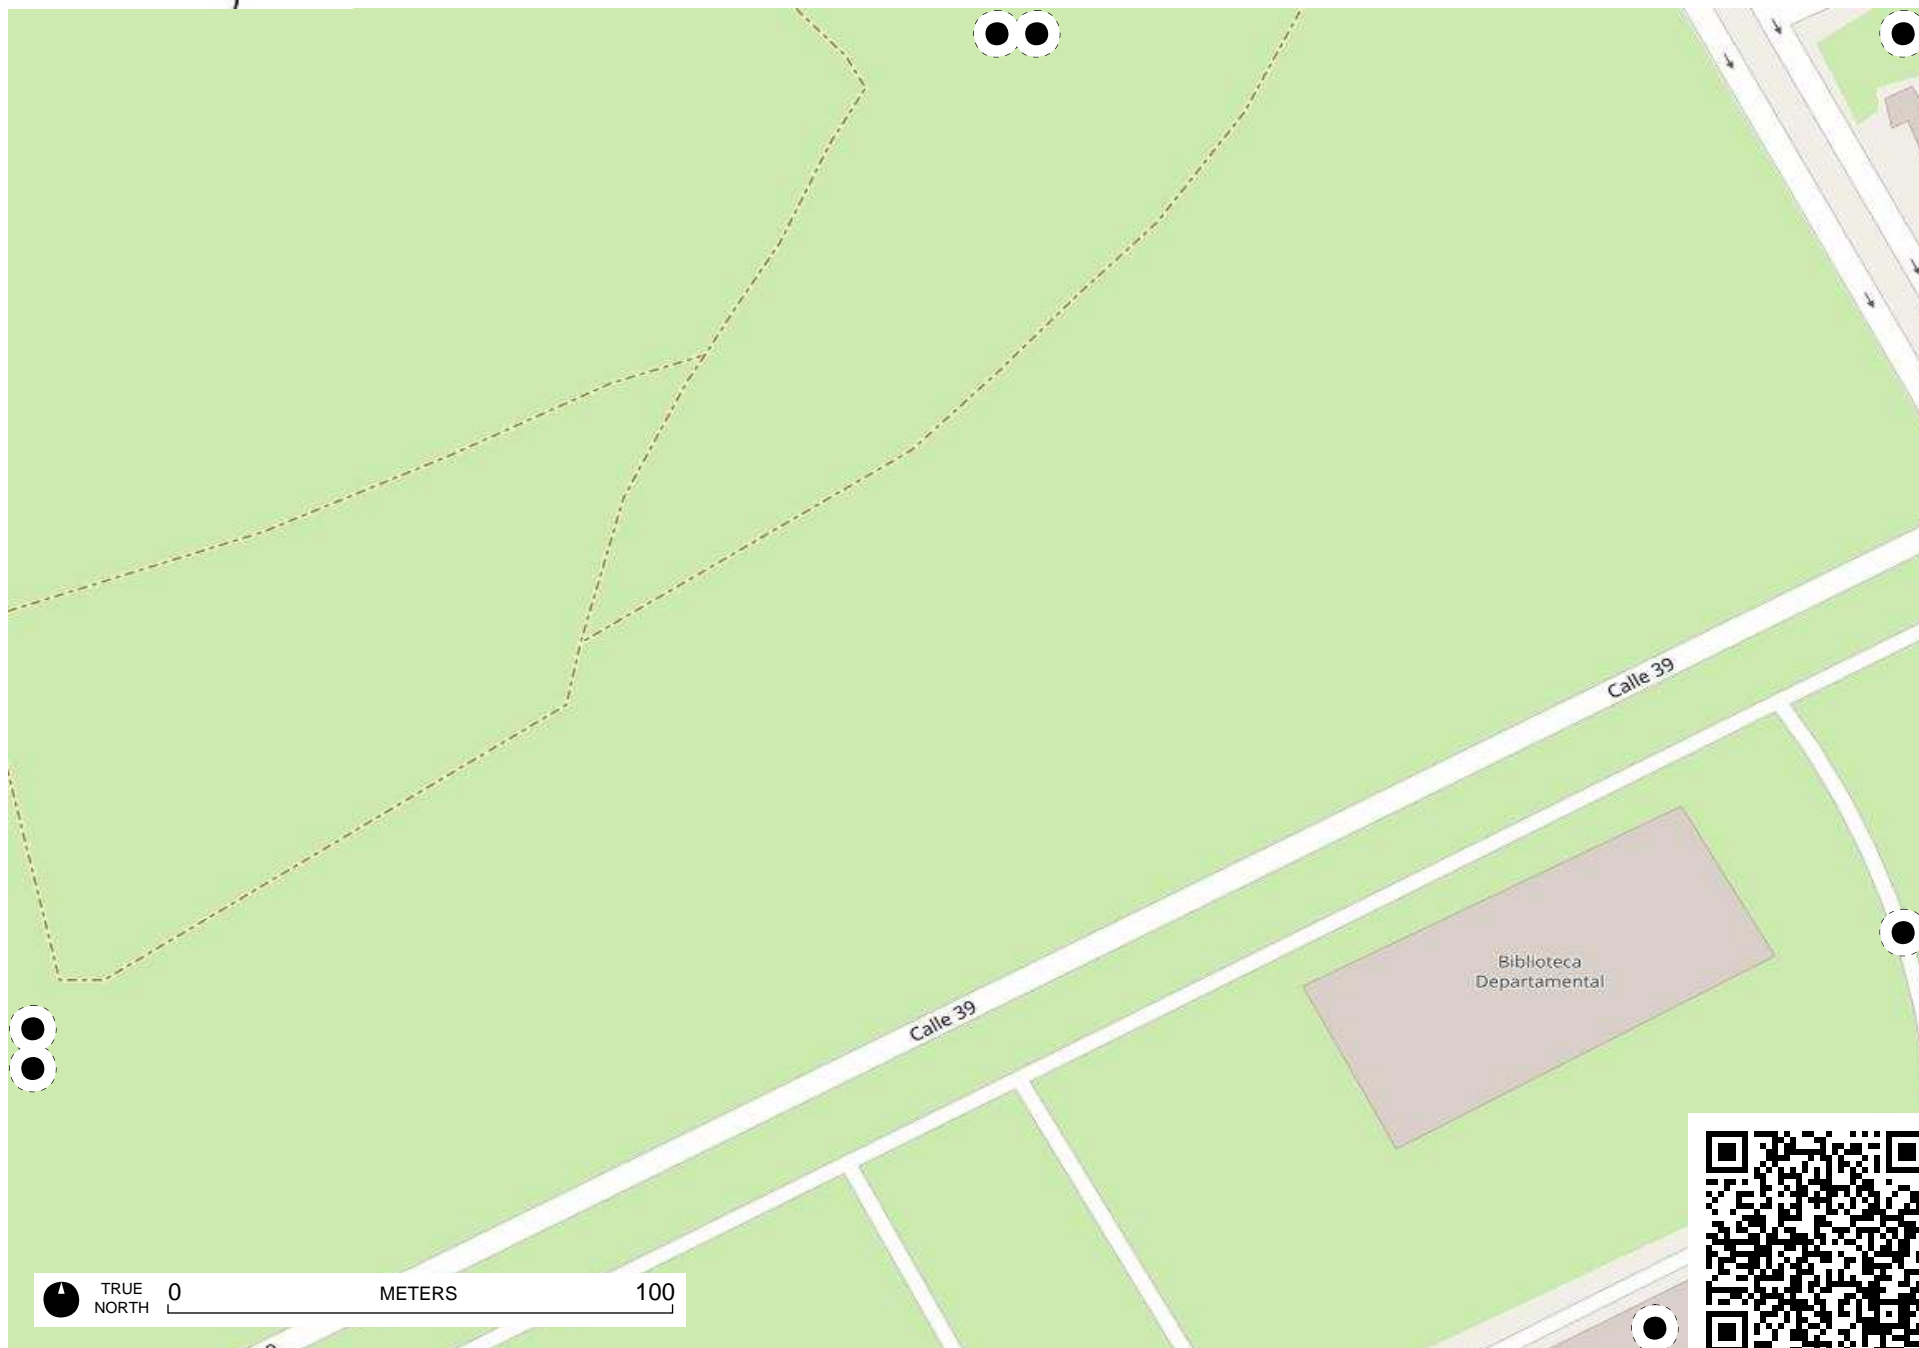 Calle 39
Biblioteca
Departamental
Calle 39
TRUE
NORTH
0 METERS 100